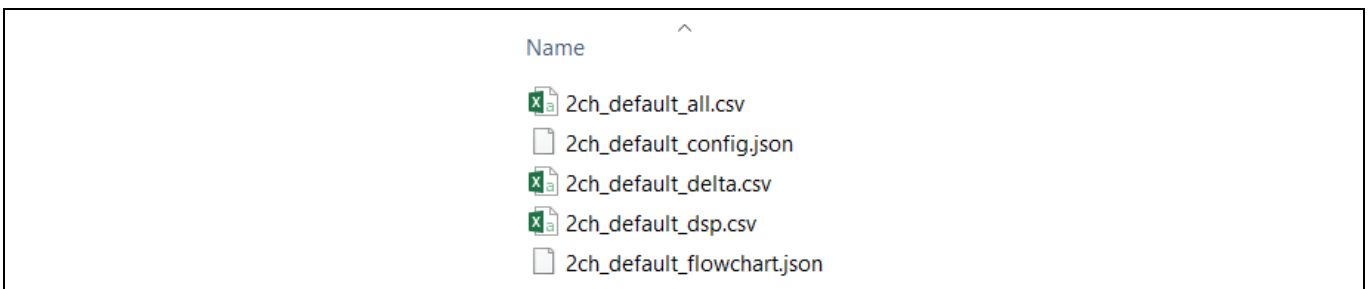 Name
2ch_default_all.csv
2ch_default_config.json
2ch_default_delta.csv
2ch_default_dsp.csv
2ch_default_flowchart.json